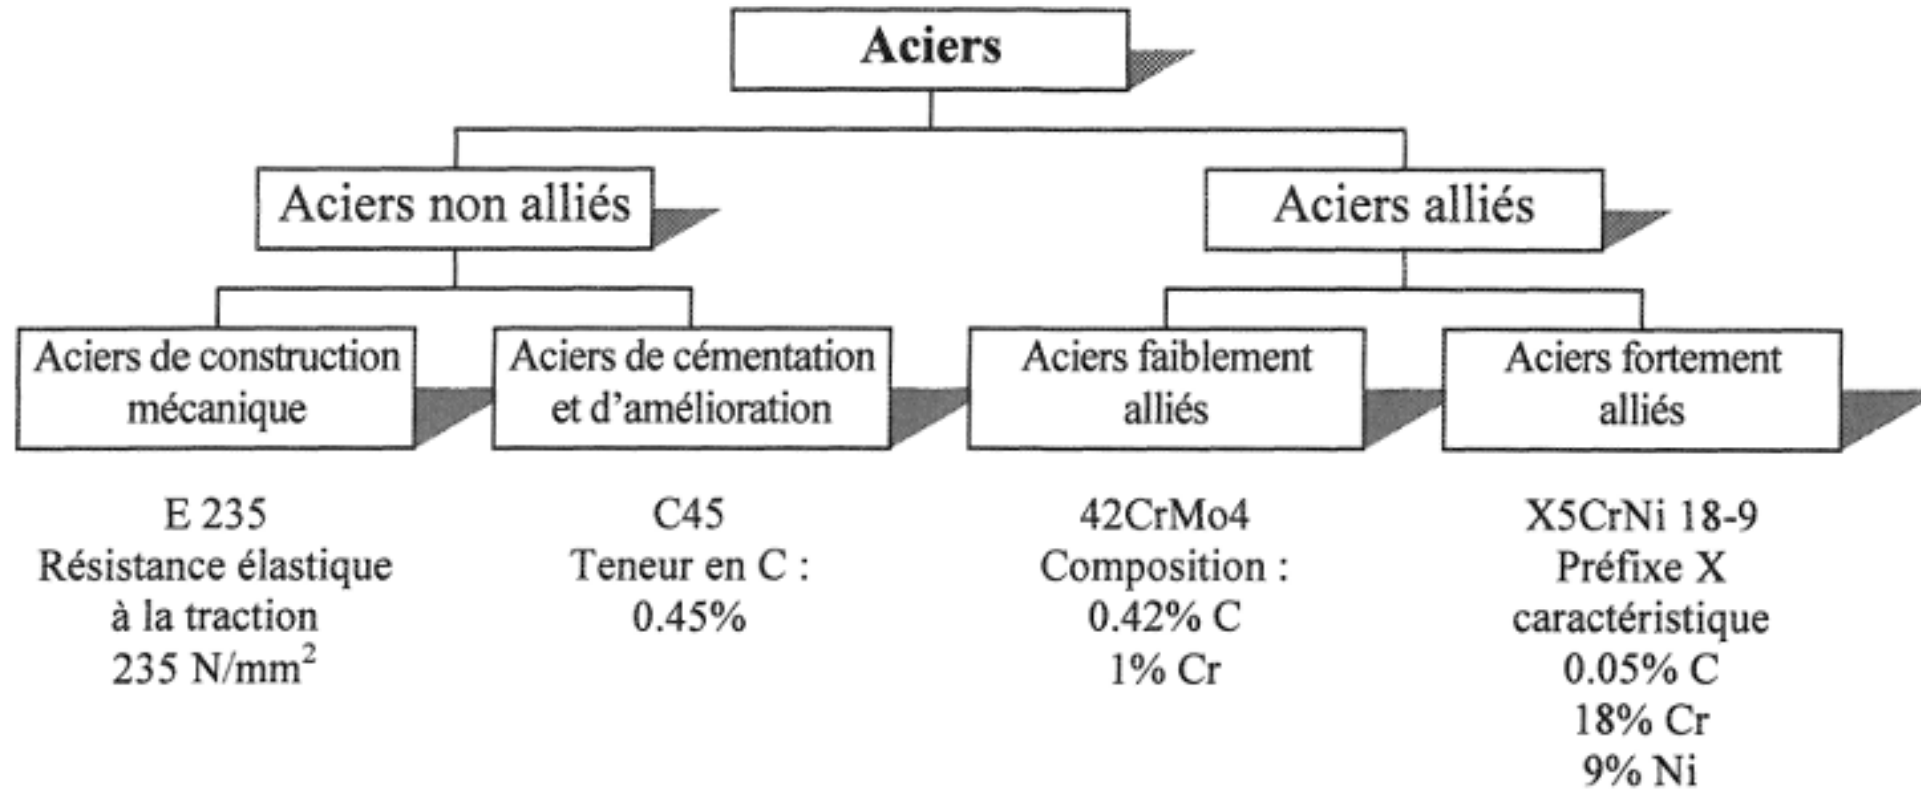 Aciers
Aciers non alliés
Aciers alliés
Aciers de construction
mécanique
Aciers de cémentation
et d'amélioration
Aciers faiblement
alliés
Aciers fortement
alliés
E 235
Résistance élastique
à la traction
235 N/mm²
C45
Teneur en C :
0.45%
42CrMo4
Composition :
0.42% C
1% Cr
X5CrNi 18-9
Préfixe X
caractéristique
0.05% C
18% Cr
9% Ni